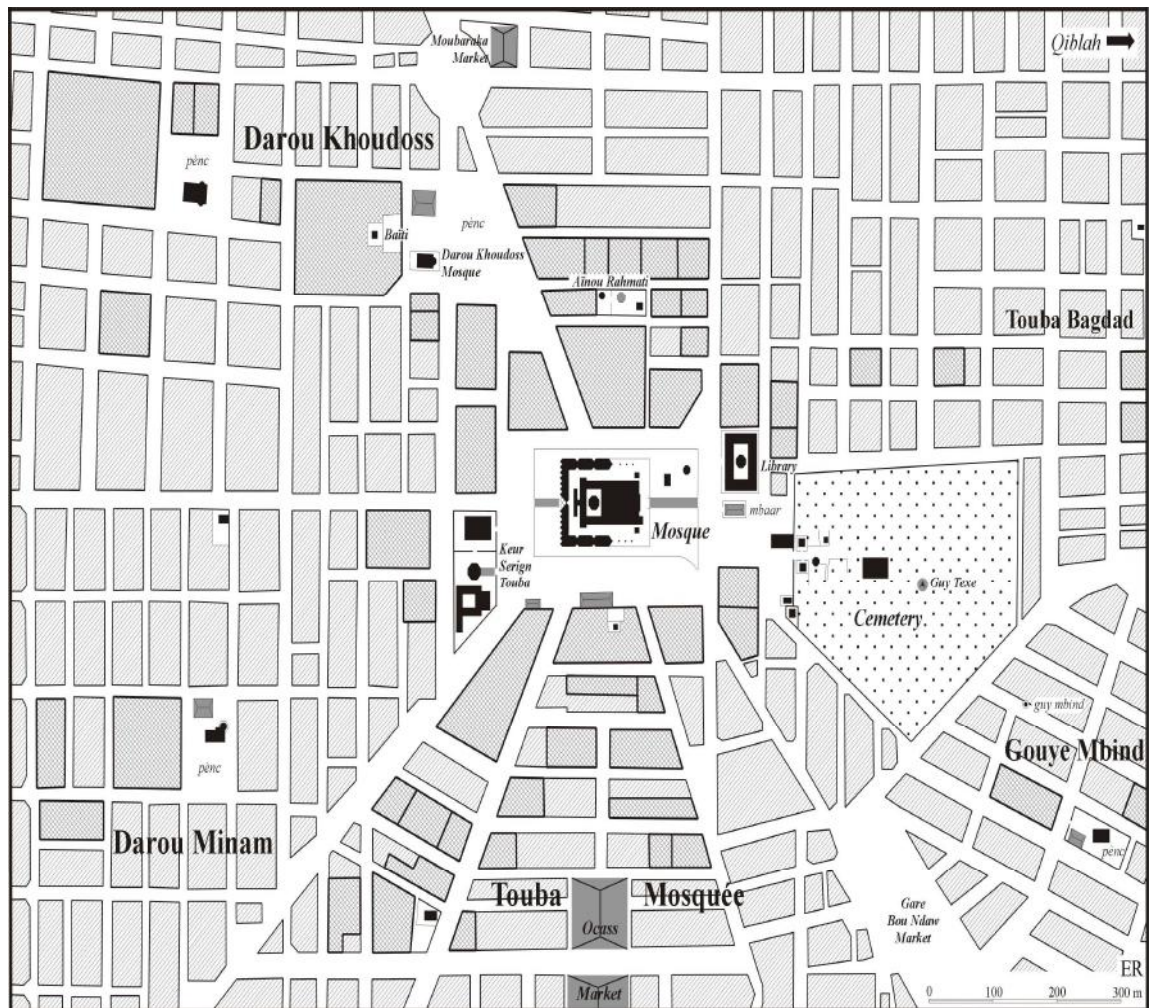 Moubaraka
Market
Qiblah
Darou Khoudoss
pènc
pènc
Baïti
Darou Khoudoss
Mosque
Aïnou Rahmati
Touba Bagdad
Library
mbaar
Mosque
Keur
Serign
Touba
Guy Texe
Cemetery
guy mbind
Gouye Mbind
pènc
Darou Minam
pènc
Touba Mosquée
Ocass
Market
Gare
Bou Ndaw
Market
ER
0 100 200 300 m